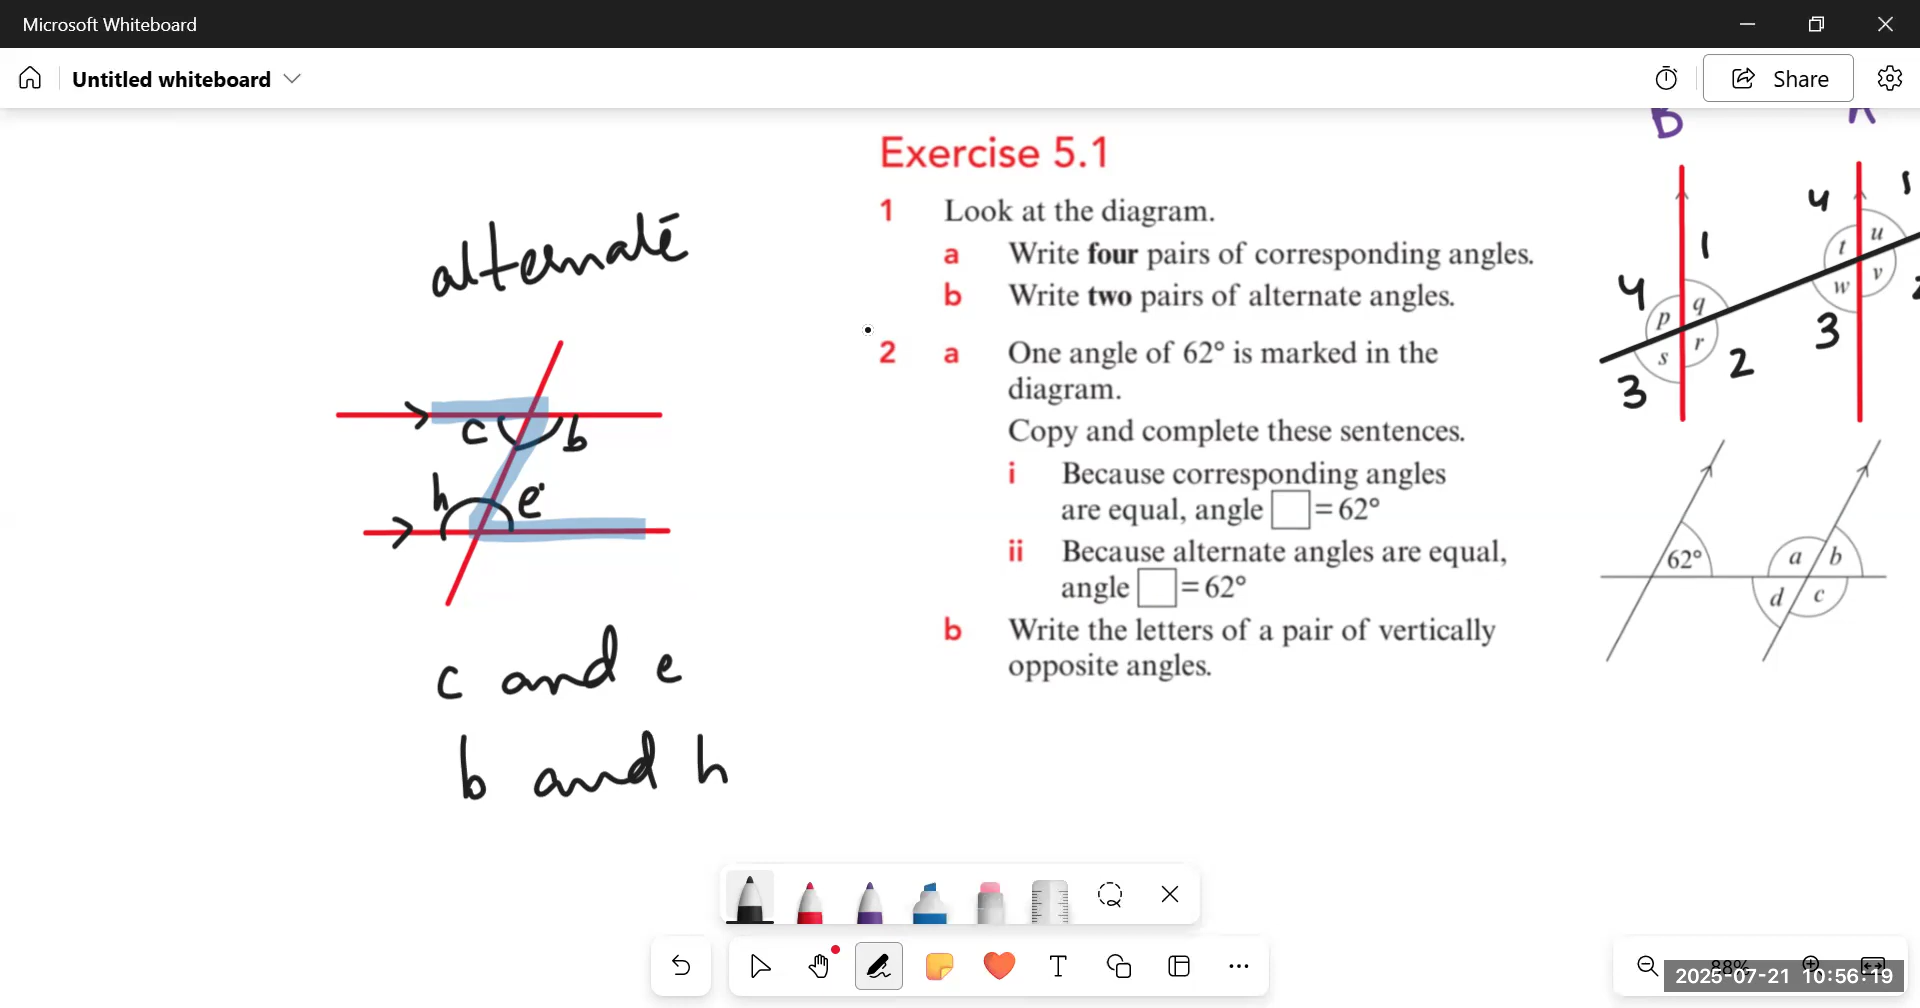 Microsoft Whiteboard
Untitled whiteboard
Share
B
Exercise 5.1
1 Look at the diagram.
a Write four pairs of corresponding angles.
b Write two pairs of alternate angles.
2 a One angle of 62° is marked in the
diagram.
Copy and complete these sentences.
i Because corresponding angles
are equal, angle □ = 62°
ii Because alternate angles are equal,
angle □ = 62°
b Write the letters of a pair of vertically
opposite angles.
alternate
c b
h e
c and e
b and h
4 1
t u
w v
3
4 1
p q
s r
3 2
62° a b
d c
T
88%
2025-07-21 10:56:19